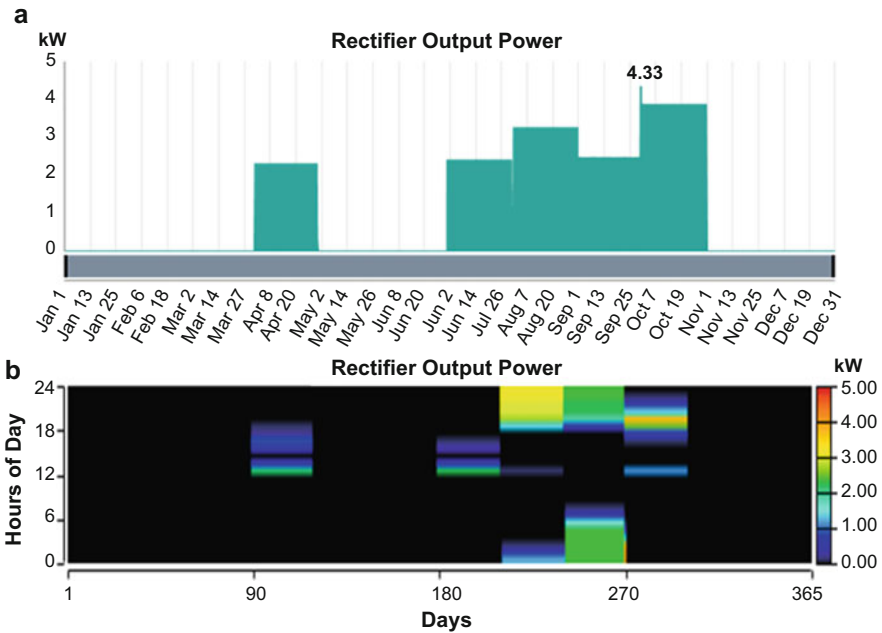 a
kW
Rectifier Output Power
5
4
3
2
1
0
4.33
Jan 1
Jan 13
Jan 25
Feb 6
Feb 18
Mar 2
Mar 14
Mar 27
Apr 8
Apr 20
May 2
May 14
May 26
Jun 8
Jun 20
Jun 2
Jun 14
Jul 26
Aug 7
Aug 20
Sep 1
Sep 13
Sep 25
Oct 7
Oct 19
Nov 1
Nov 13
Nov 25
Dec 7
Dec 19
Dec 31
b
Rectifier Output Power
kW
Hours of Day
24
18
12
6
0
5.00
4.00
3.00
2.00
1.00
0.00
1
90
180
270
365
Days